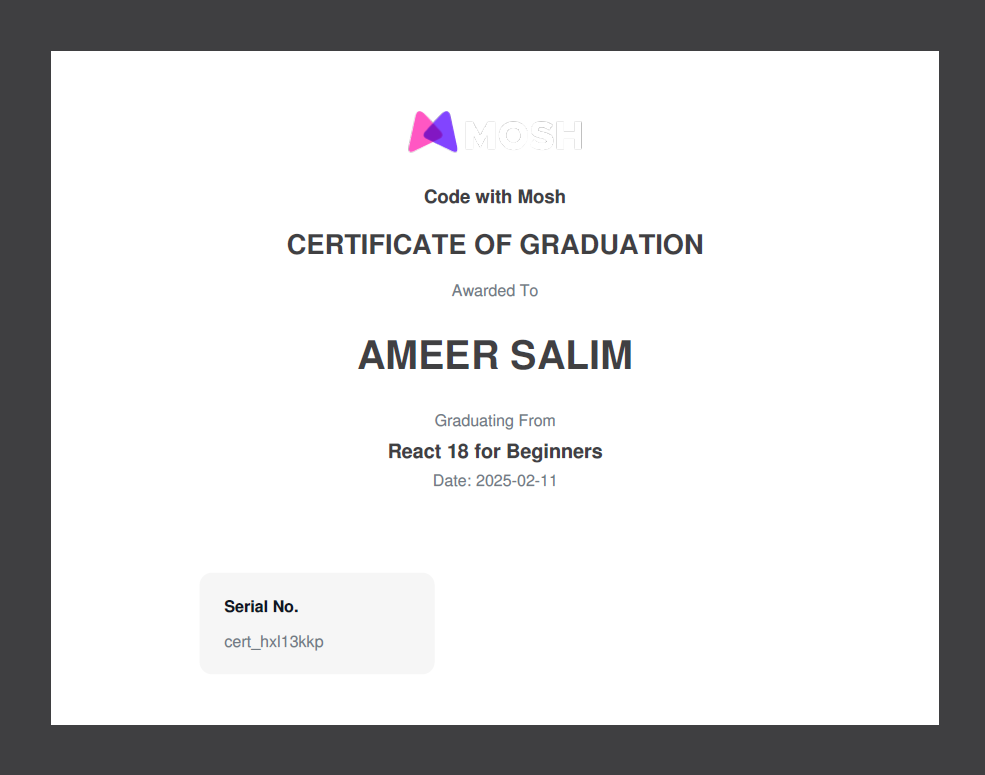 MOSH
Code with Mosh
CERTIFICATE OF GRADUATION
Awarded To
AMEER SALIM
Graduating From
React 18 for Beginners
Date: 2025-02-11
Serial No.
cert_hxl13kkp